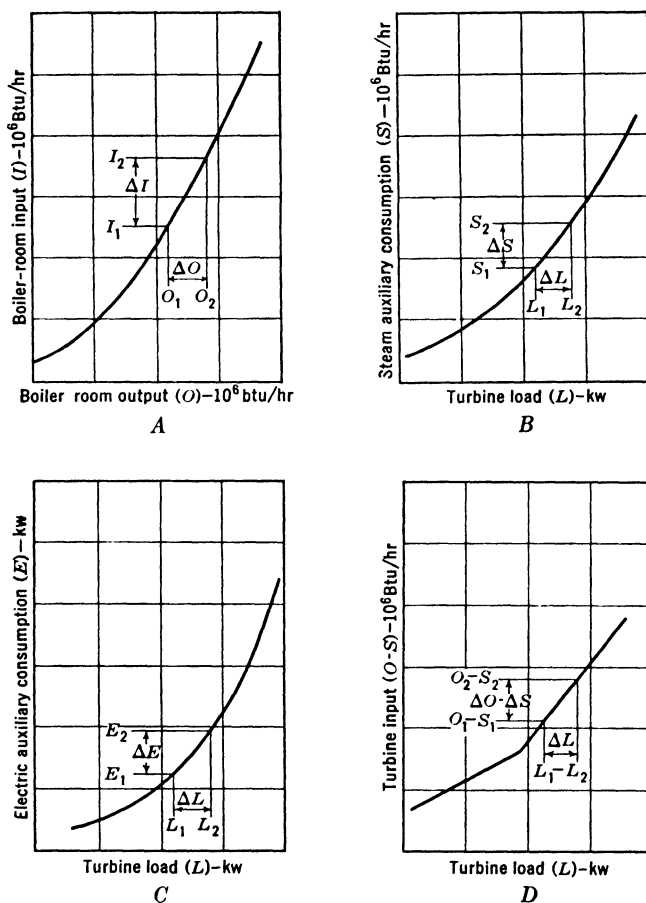 Boiler-room input (I)–10⁶Btu/hr
I₂
ΔI
I₁
ΔO
O₁ O₂
Boiler room output (O)–10⁶ btu/hr
A
Steam auxiliary consumption (S)–10⁶Btu/hr
S₂
ΔS
S₁
ΔL
L₁ L₂
Turbine load (L)–kw
B
Electric auxiliary consumption (E)–kw
E₂
ΔE
E₁
ΔL
L₁ L₂
Turbine load (L)–kw
C
Turbine input (O-S)–10⁶Btu/hr
O₂–S₂
ΔO-ΔS
O₁–S₁
ΔL
L₁–L₂
Turbine load (L)–kw
D